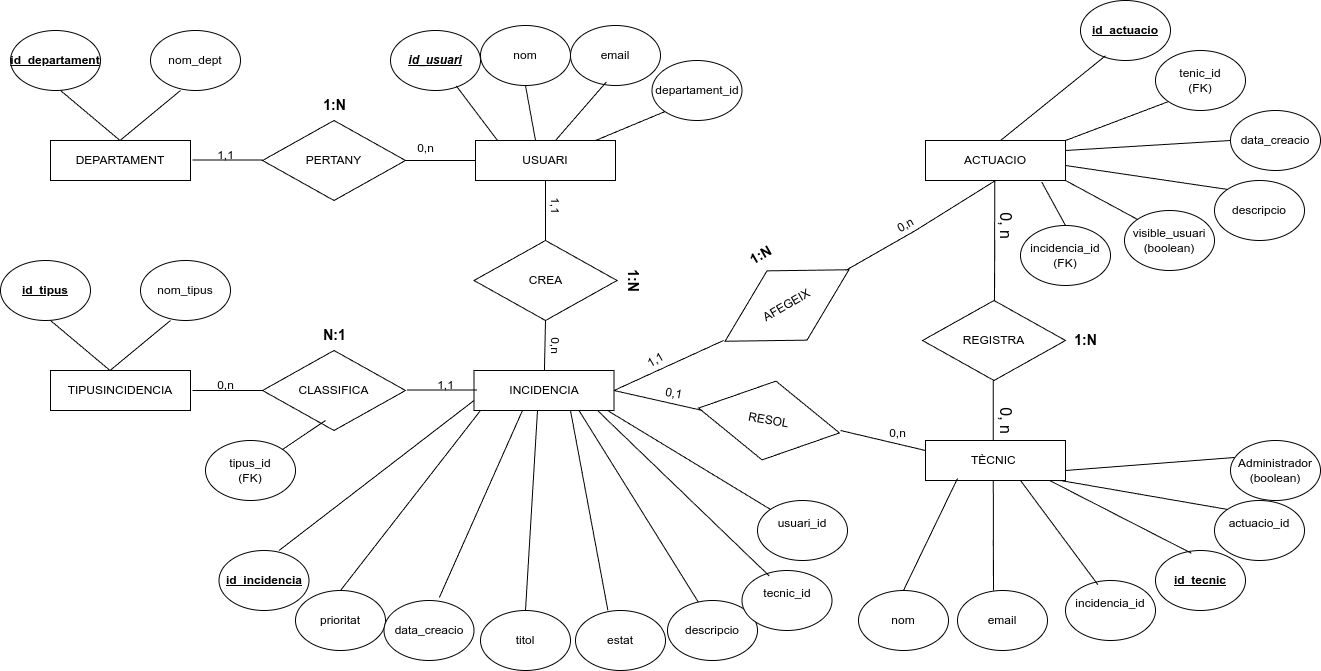 id_departament
nom_dept
id_usuari
nom
email
departament_id
id_actuacio
tenic_id
(FK)
data_creacio
descripcio
visible_usuari
(boolean)
incidencia_id
(FK)
DEPARTAMENT
1,1
1:N
PERTANY
0,n
USUARI
ACTUACIO
1,1
CREA
1:N
0,n
0,n
1:N
AFEGEIX
1,1
0, n
REGISTRA
1:N
0, n
id_tipus
nom_tipus
TIPUSINCIDENCIA
0,n
N:1
CLASSIFICA
1,1
tipus_id
(FK)
INCIDENCIA
0,1
RESOL
0,n
TÈCNIC
Administrador
(boolean)
actuacio_id
id_tecnic
incidencia_id
email
nom
usuari_id
tecnic_id
descripcio
estat
titol
data_creacio
prioritat
id_incidencia